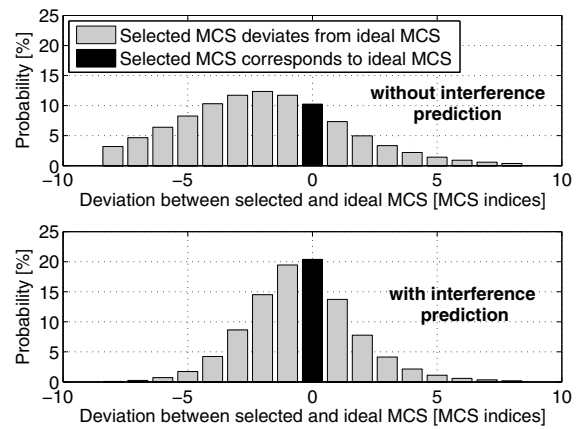 25
20
15
10
5
0
Probability [%]
Selected MCS deviates from ideal MCS
Selected MCS corresponds to ideal MCS
without interference
prediction
−10
−5
0
5
10
Deviation between selected and ideal MCS [MCS indices]
25
20
15
10
5
0
Probability [%]
with interference
prediction
−10
−5
0
5
10
Deviation between selected and ideal MCS [MCS indices]